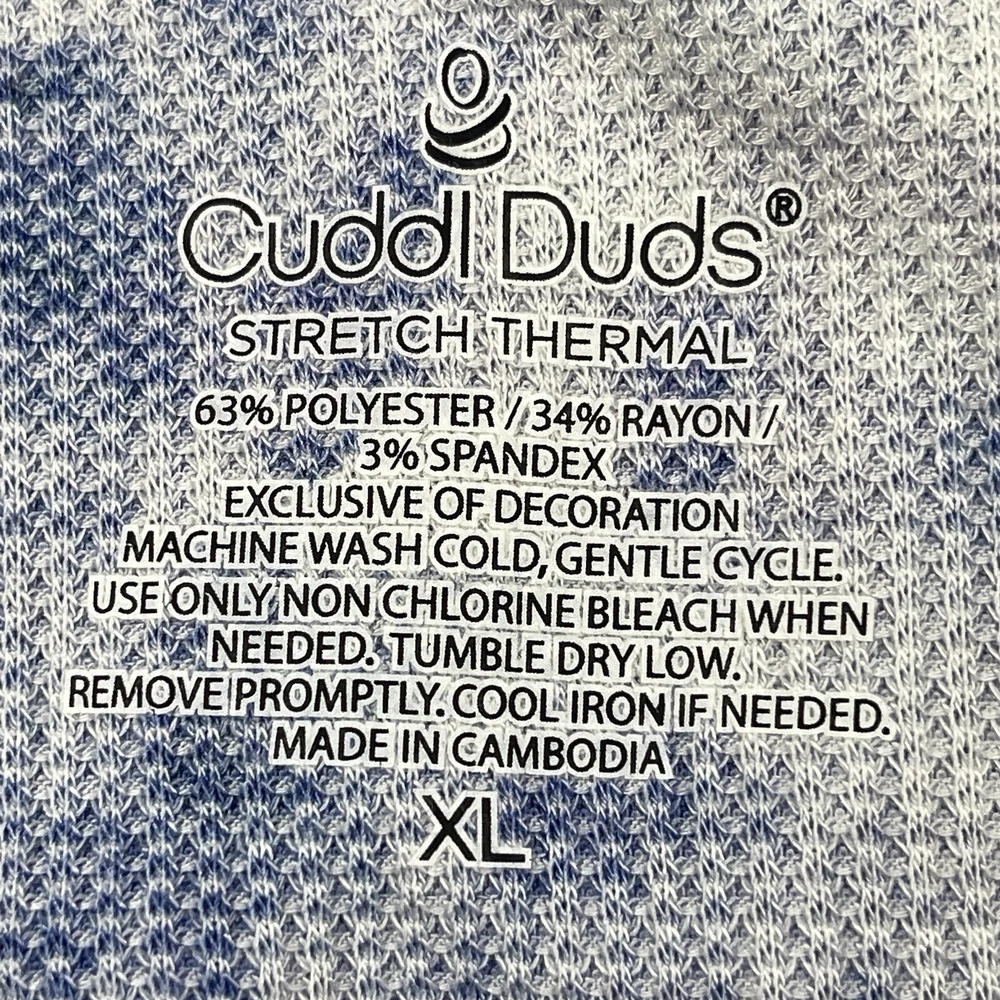 Cuddl Duds®
STRETCH THERMAL
63% POLYESTER / 34% RAYON /
3% SPANDEX
EXCLUSIVE OF DECORATION
MACHINE WASH COLD, GENTLE CYCLE.
USE ONLY NON CHLORINE BLEACH WHEN
NEEDED. TUMBLE DRY LOW.
REMOVE PROMPTLY. COOL IRON IF NEEDED.
MADE IN CAMBODIA
XL